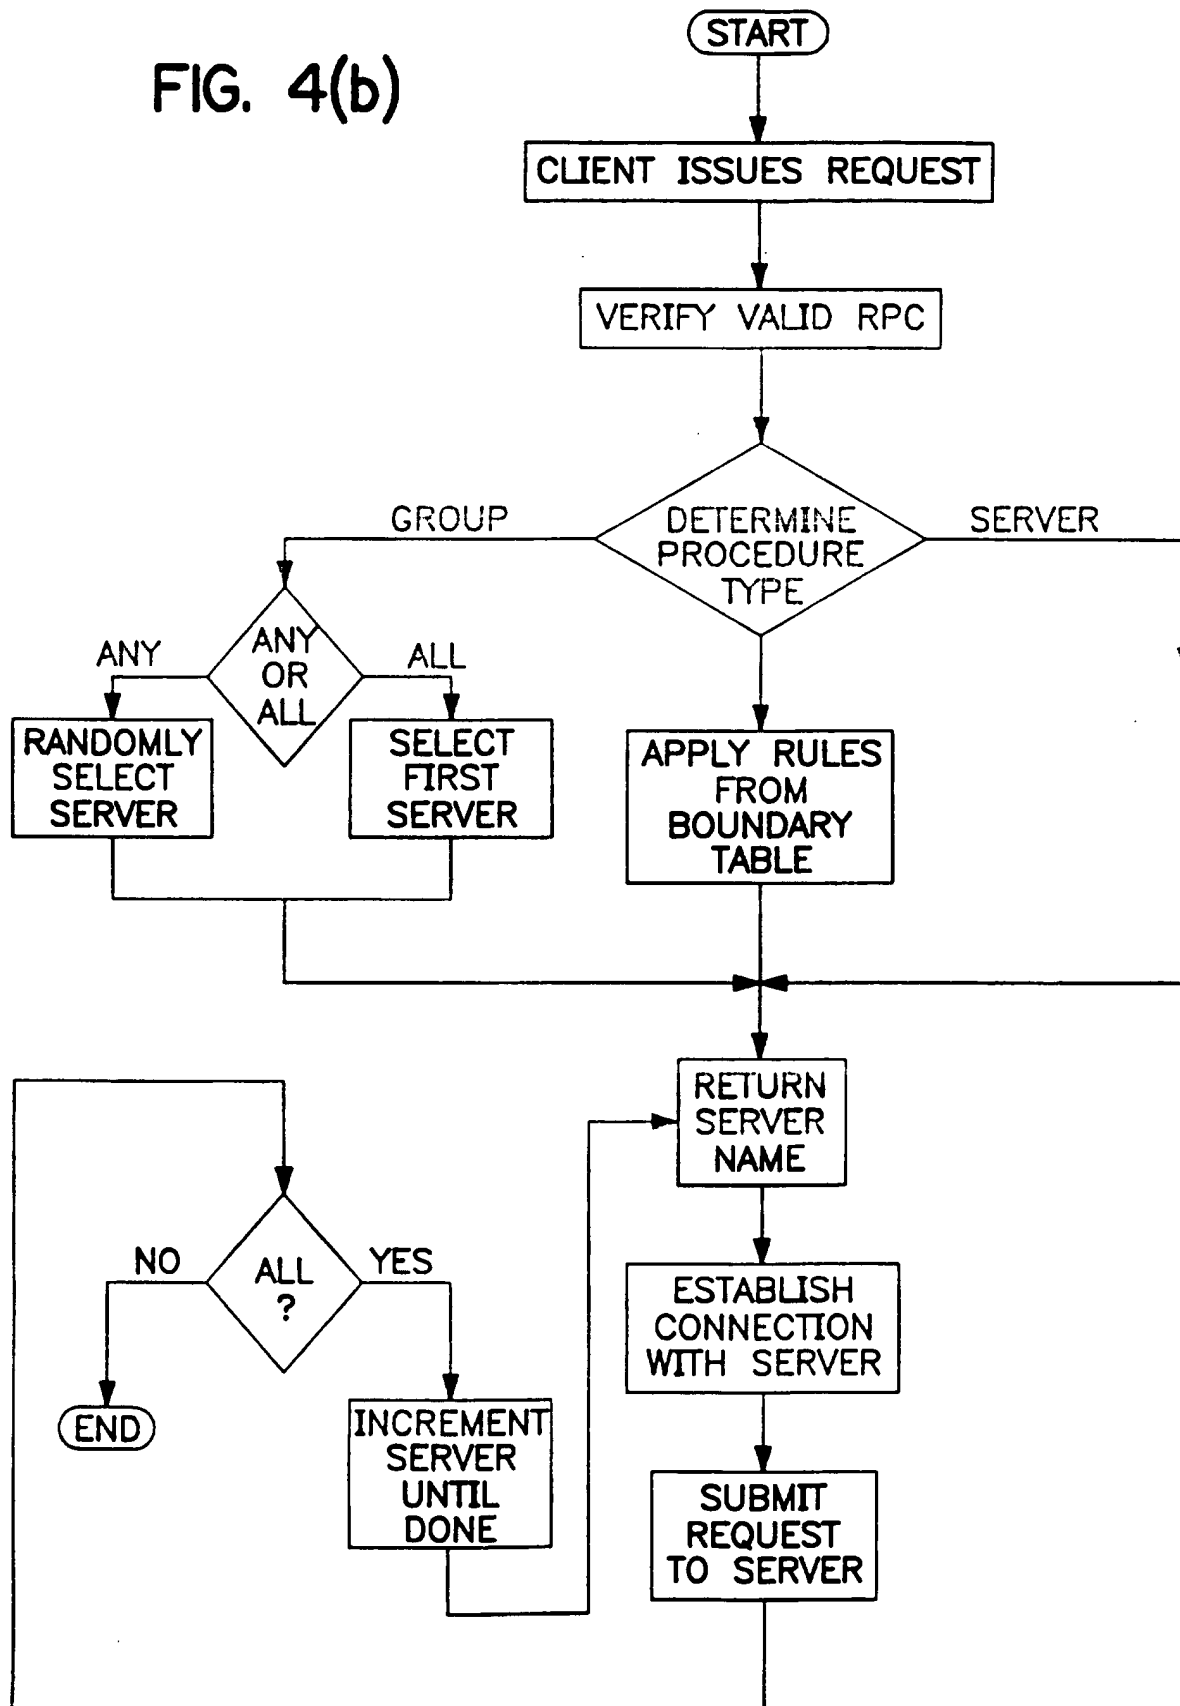 FIG. 4(b)
START
CLIENT ISSUES REQUEST
VERIFY VALID RPC
GROUP
DETERMINE
PROCEDURE
TYPE
SERVER
ANY
ANY
OR
ALL
ALL
RANDOMLY
SELECT
SERVER
SELECT
FIRST
SERVER
APPLY RULES
FROM
BOUNDARY
TABLE
RETURN
SERVER
NAME
NO
ALL
?
YES
ESTABLISH
CONNECTION
WITH SERVER
END
INCREMENT
SERVER
UNTIL
DONE
SUBMIT
REQUEST
TO SERVER